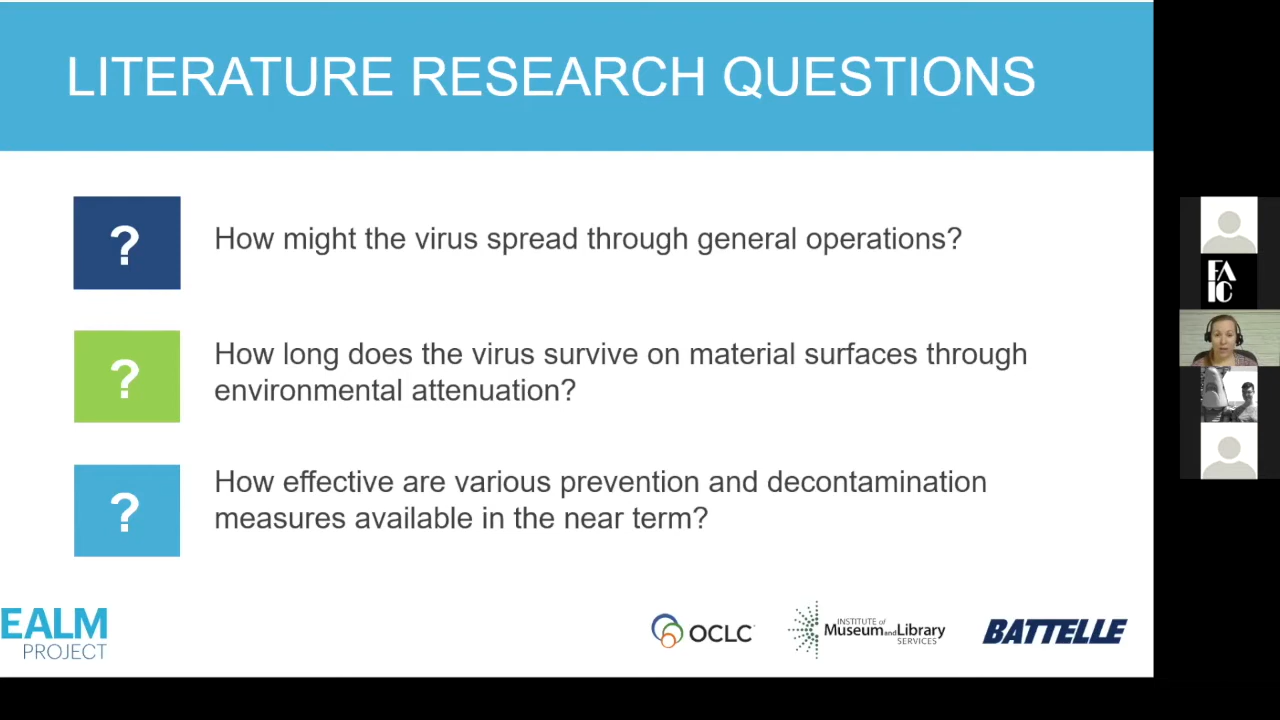 LITERATURE RESEARCH QUESTIONS
?
How might the virus spread through general operations?
?
How long does the virus survive on material surfaces through
environmental attenuation?
?
How effective are various prevention and decontamination
measures available in the near term?
EALM
PROJECT
OCLC
INSTITUTE of
Museum and Library
SERVICES
BATTELLE
FA
IC